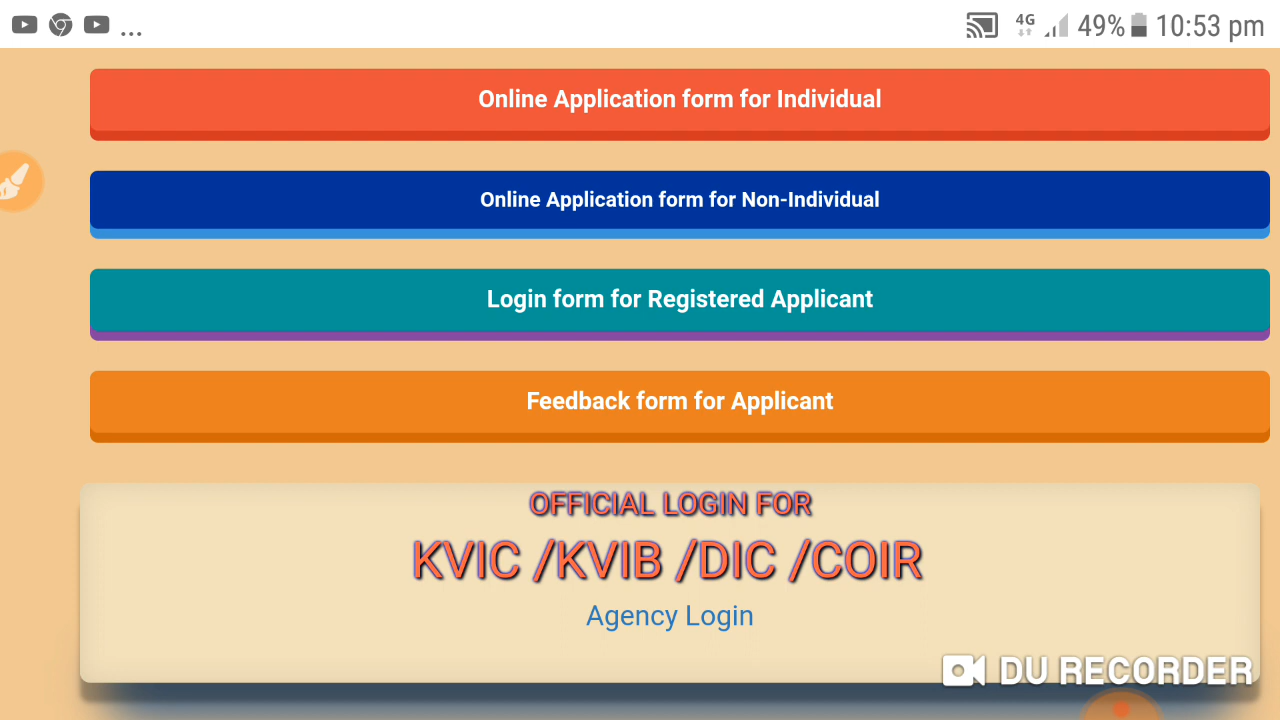 ... 4G 49% 10:53 pm
Online Application form for Individual
Online Application form for Non-Individual
Login form for Registered Applicant
Feedback form for Applicant
OFFICIAL LOGIN FOR
KVIC /KVIB /DIC /COIR
Agency Login
DU RECORDER